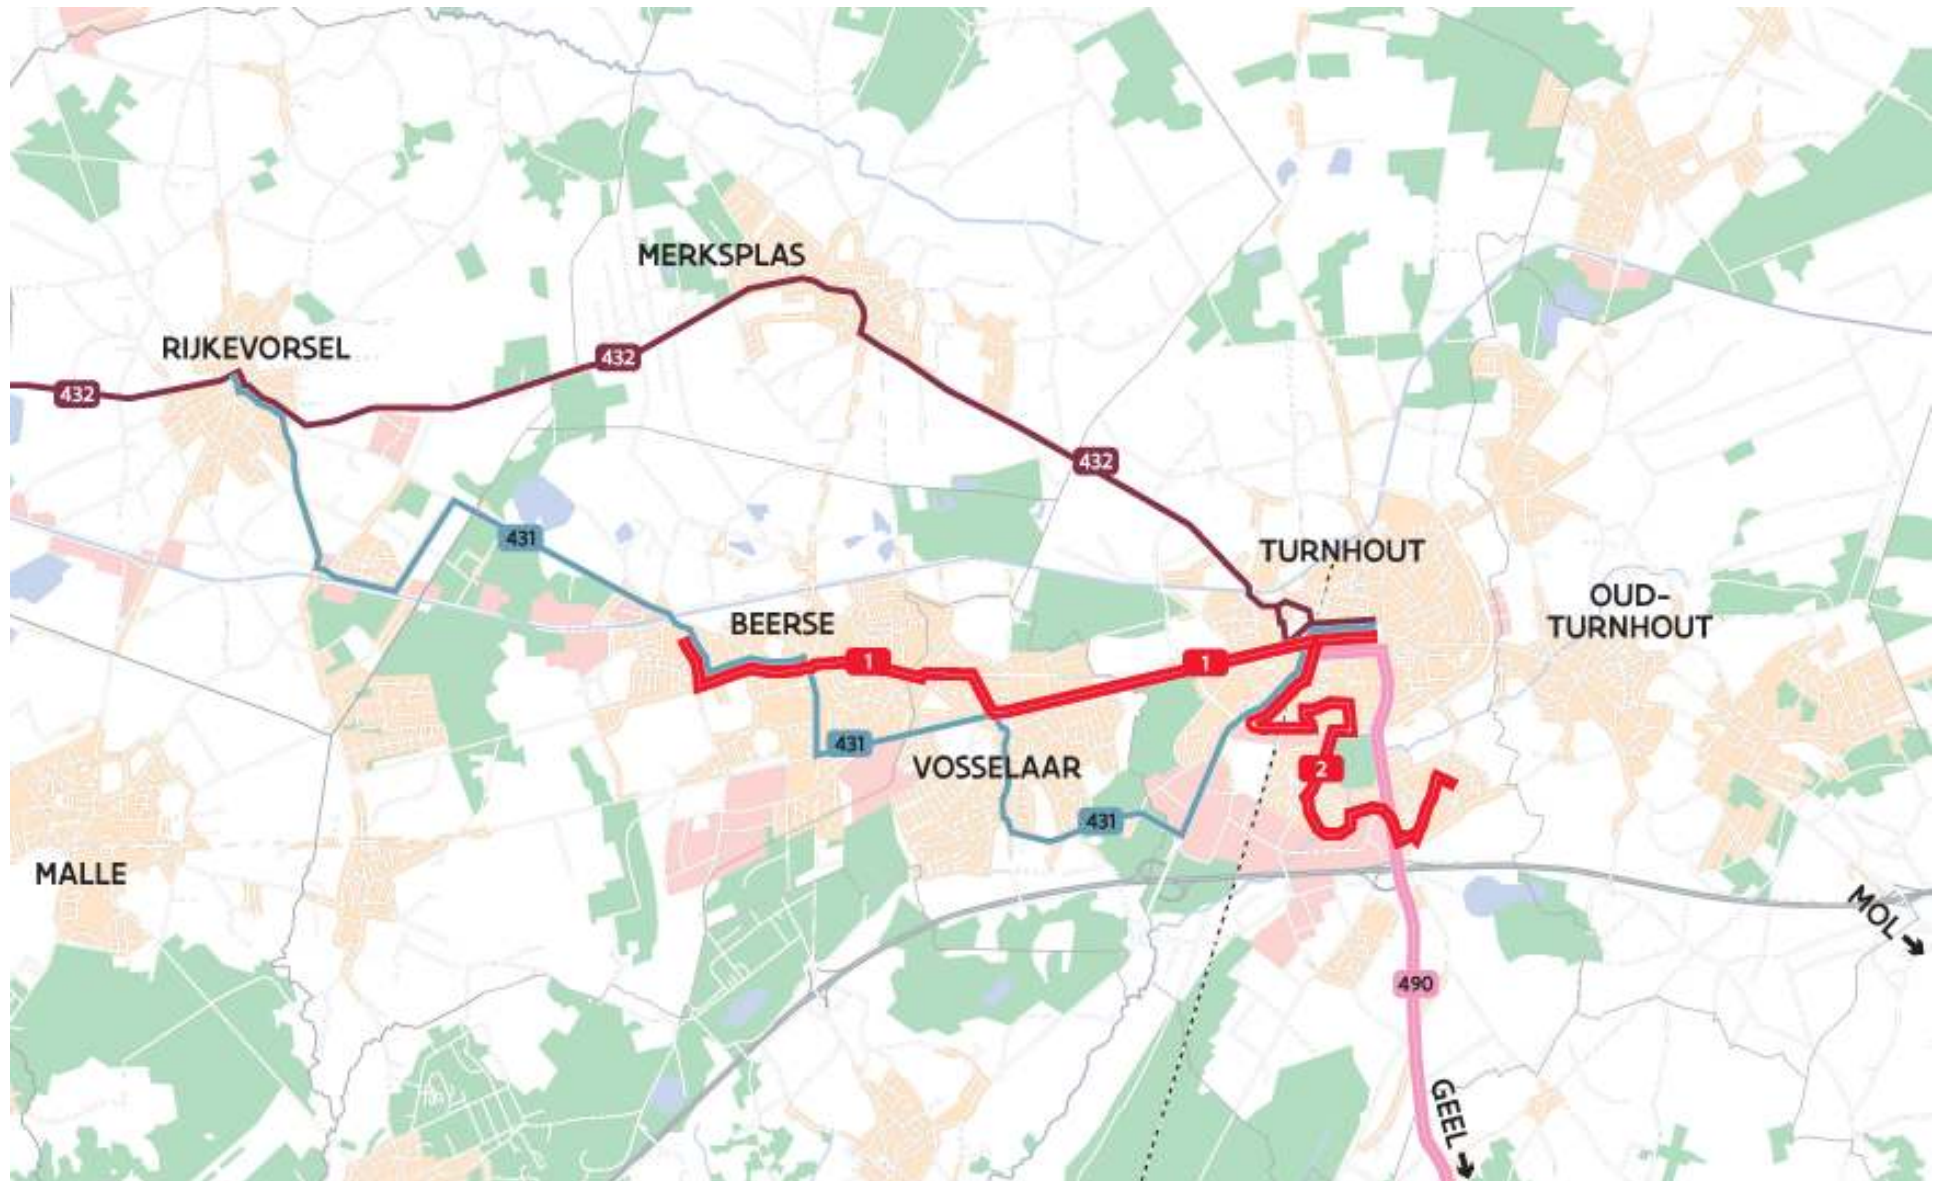 MERKSPLAS
RIJKEVORSEL
432
432
432
431
TURNHOUT
OUD-
TURNHOUT
BEERSE
1
1
431
VOSSELAAR
2
431
MALLE
MOL
490
GEEL